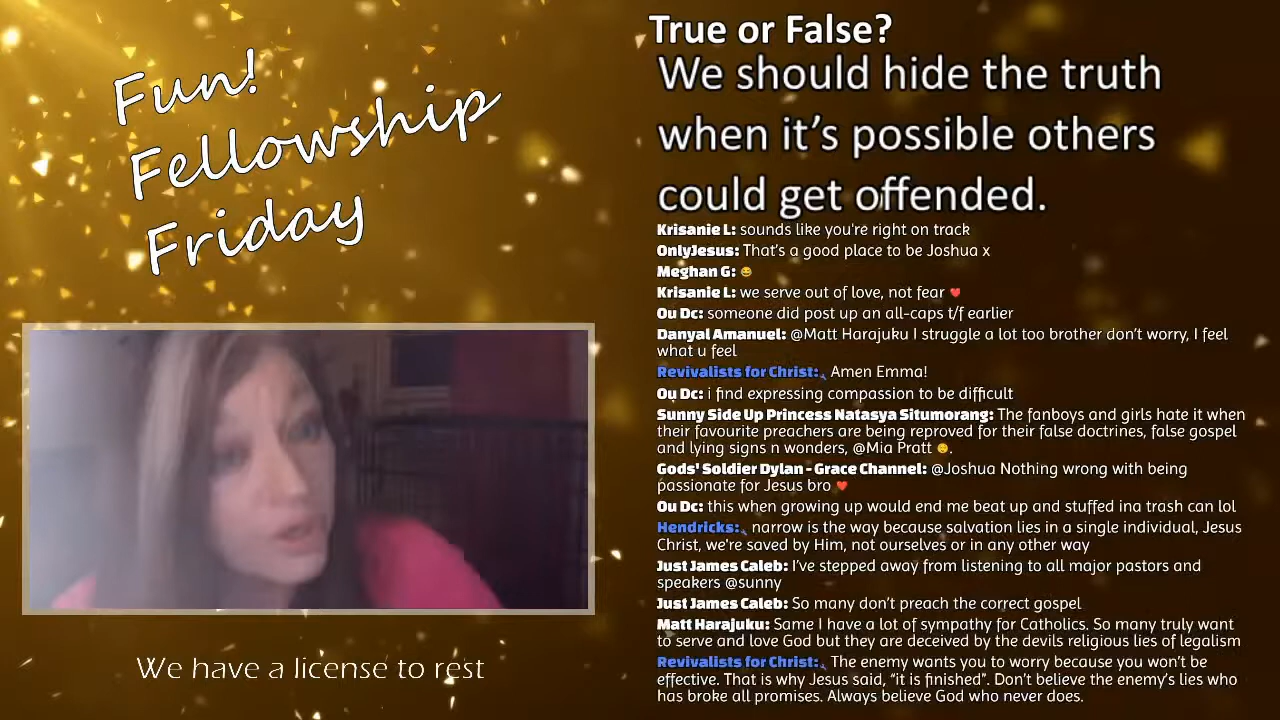 Fun!
Fellowship
Friday
We have a license to rest
True or False?
We should hide the truth
when it's possible others
could get offended.
Krisanie L: sounds like you're right on track
OnlyJesus: That's a good place to be Joshua x
Meghan G: 😂
Krisanie L: we serve out of love, not fear ❤️
Ou Dc: someone did post up an all-caps t/f earlier
Danyal Amanuel: @Matt Harajuku I struggle a lot too brother don't worry, I feel
what u feel
Revivalists for Christ: Amen Emma!
Ou Dc: i find expressing compassion to be difficult
Sunny Side Up Princess Natasya Situmorang: The fanboys and girls hate it when
their favourite preachers are being reproved for their false doctrines, false gospel
and lying signs n wonders, @Mia Pratt .
Gods' Soldier Dylan - Grace Channel: @Joshua Nothing wrong with being
passionate for Jesus bro ❤️
Ou Dc: this when growing up would end me beat up and stuffed ina trash can lol
Hendricks: narrow is the way because salvation lies in a single individual, Jesus
Christ, we're saved by Him, not ourselves or in any other way
Just James Caleb: I've stepped away from listening to all major pastors and
speakers @sunny
Just James Caleb: So many don't preach the correct gospel
Matt Harajuku: Same I have a lot of sympathy for Catholics. So many truly want
to serve and love God but they are deceived by the devils religious lies of legalism
Revivalists for Christ: The enemy wants you to worry because you won't be
effective. That is why Jesus said, "it is finished". Don't believe the enemy's lies who
has broke all promises. Always believe God who never does.